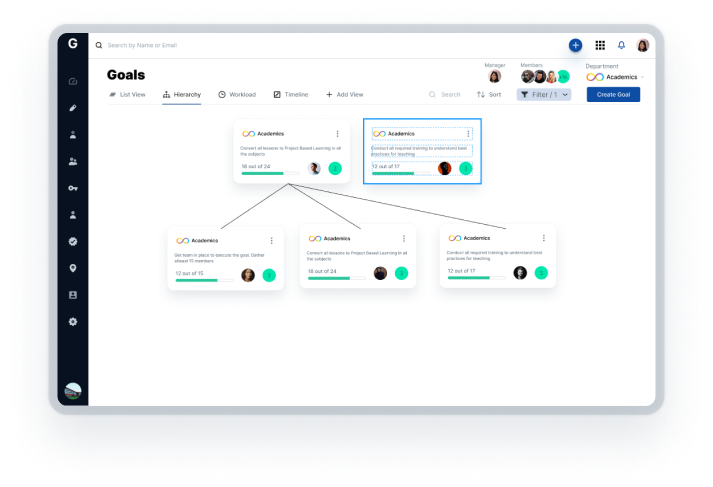 G
Search by Name or Email
Goals
Manager
Members
Department
Academics
List View
Hierarchy
Workload
Timeline
+ Add View
Search
Sort
Filter / 1
Create Goal
Academics
Convert all lessons to Project Based Learning in all
the subjects
18 out of 24
Academics
Conduct all required training to understand best
practices for teaching
12 out of 17
Academics
Get team in place to execute the goal. Gather
atleast 15 members
12 out of 15
Academics
Convert all lessons to Project Based Learning in all
the subjects
18 out of 24
Academics
Conduct all required training to understand best
practices for teaching
12 out of 17